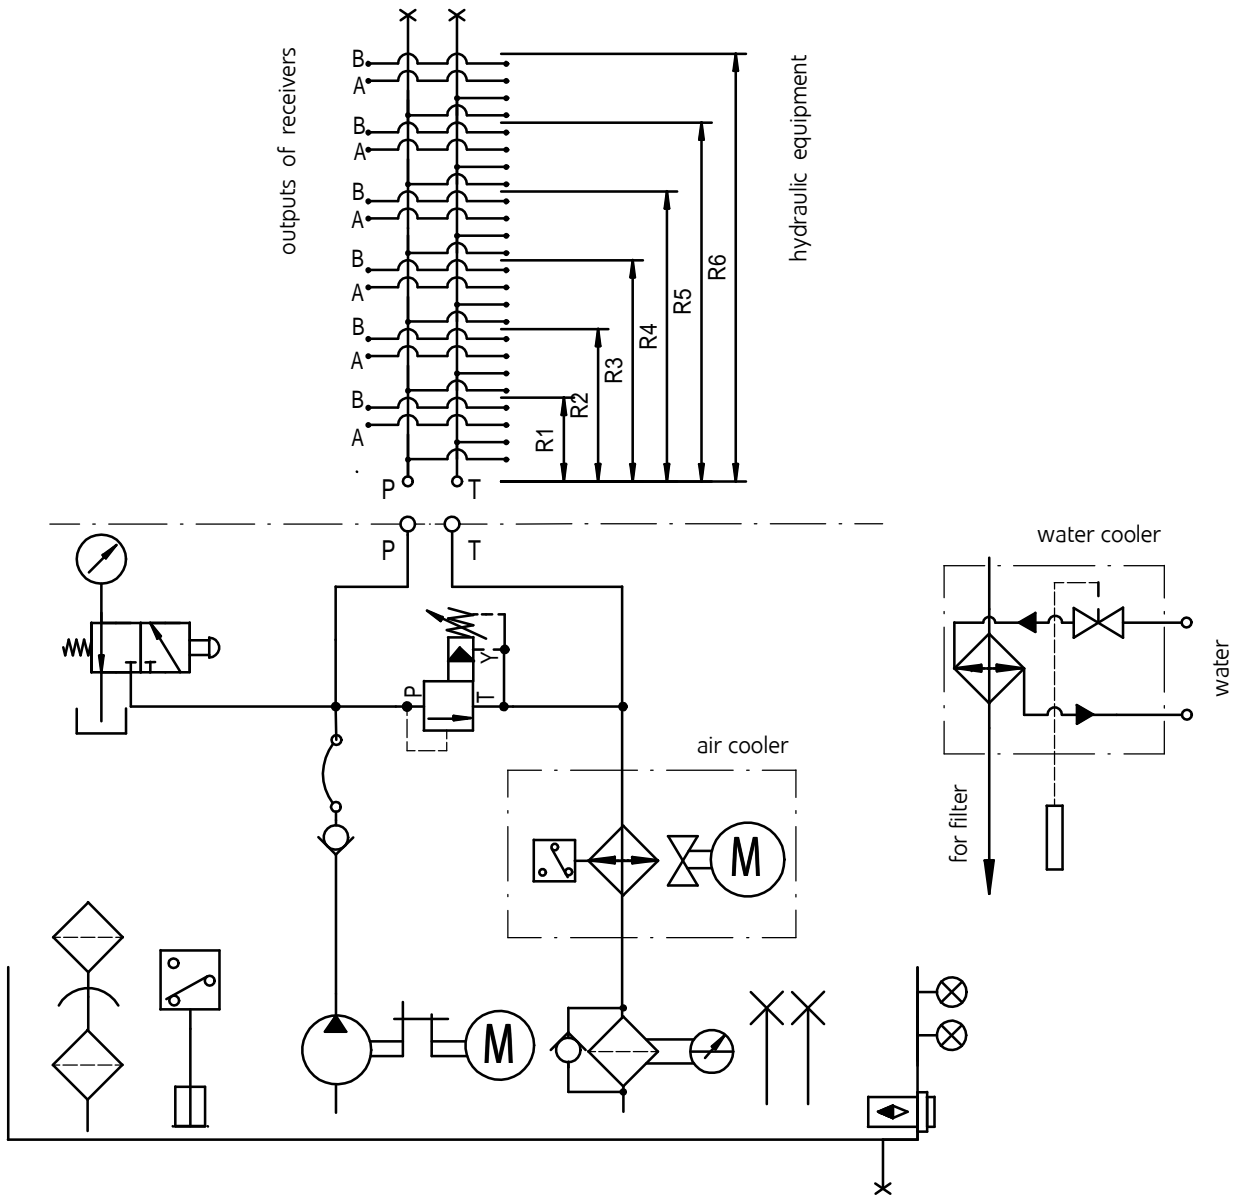 outputs of receivers
hydraulic equipment
B
A
B
A
B
A
B
A
B
A
B
A
R1
R2
R3
R4
R5
R6
P
T
P
T
water cooler
water
for filter
P
T
Y
air cooler
M
M